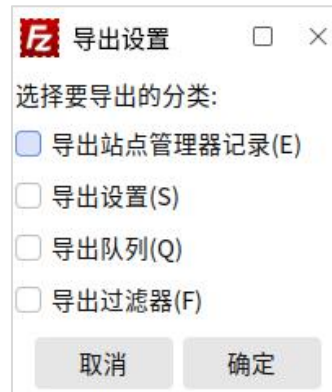 Fz 导出设置
选择要导出的分类:
导出站点管理器记录(E)
导出设置(S)
导出队列(Q)
导出过滤器(F)
取消 确定